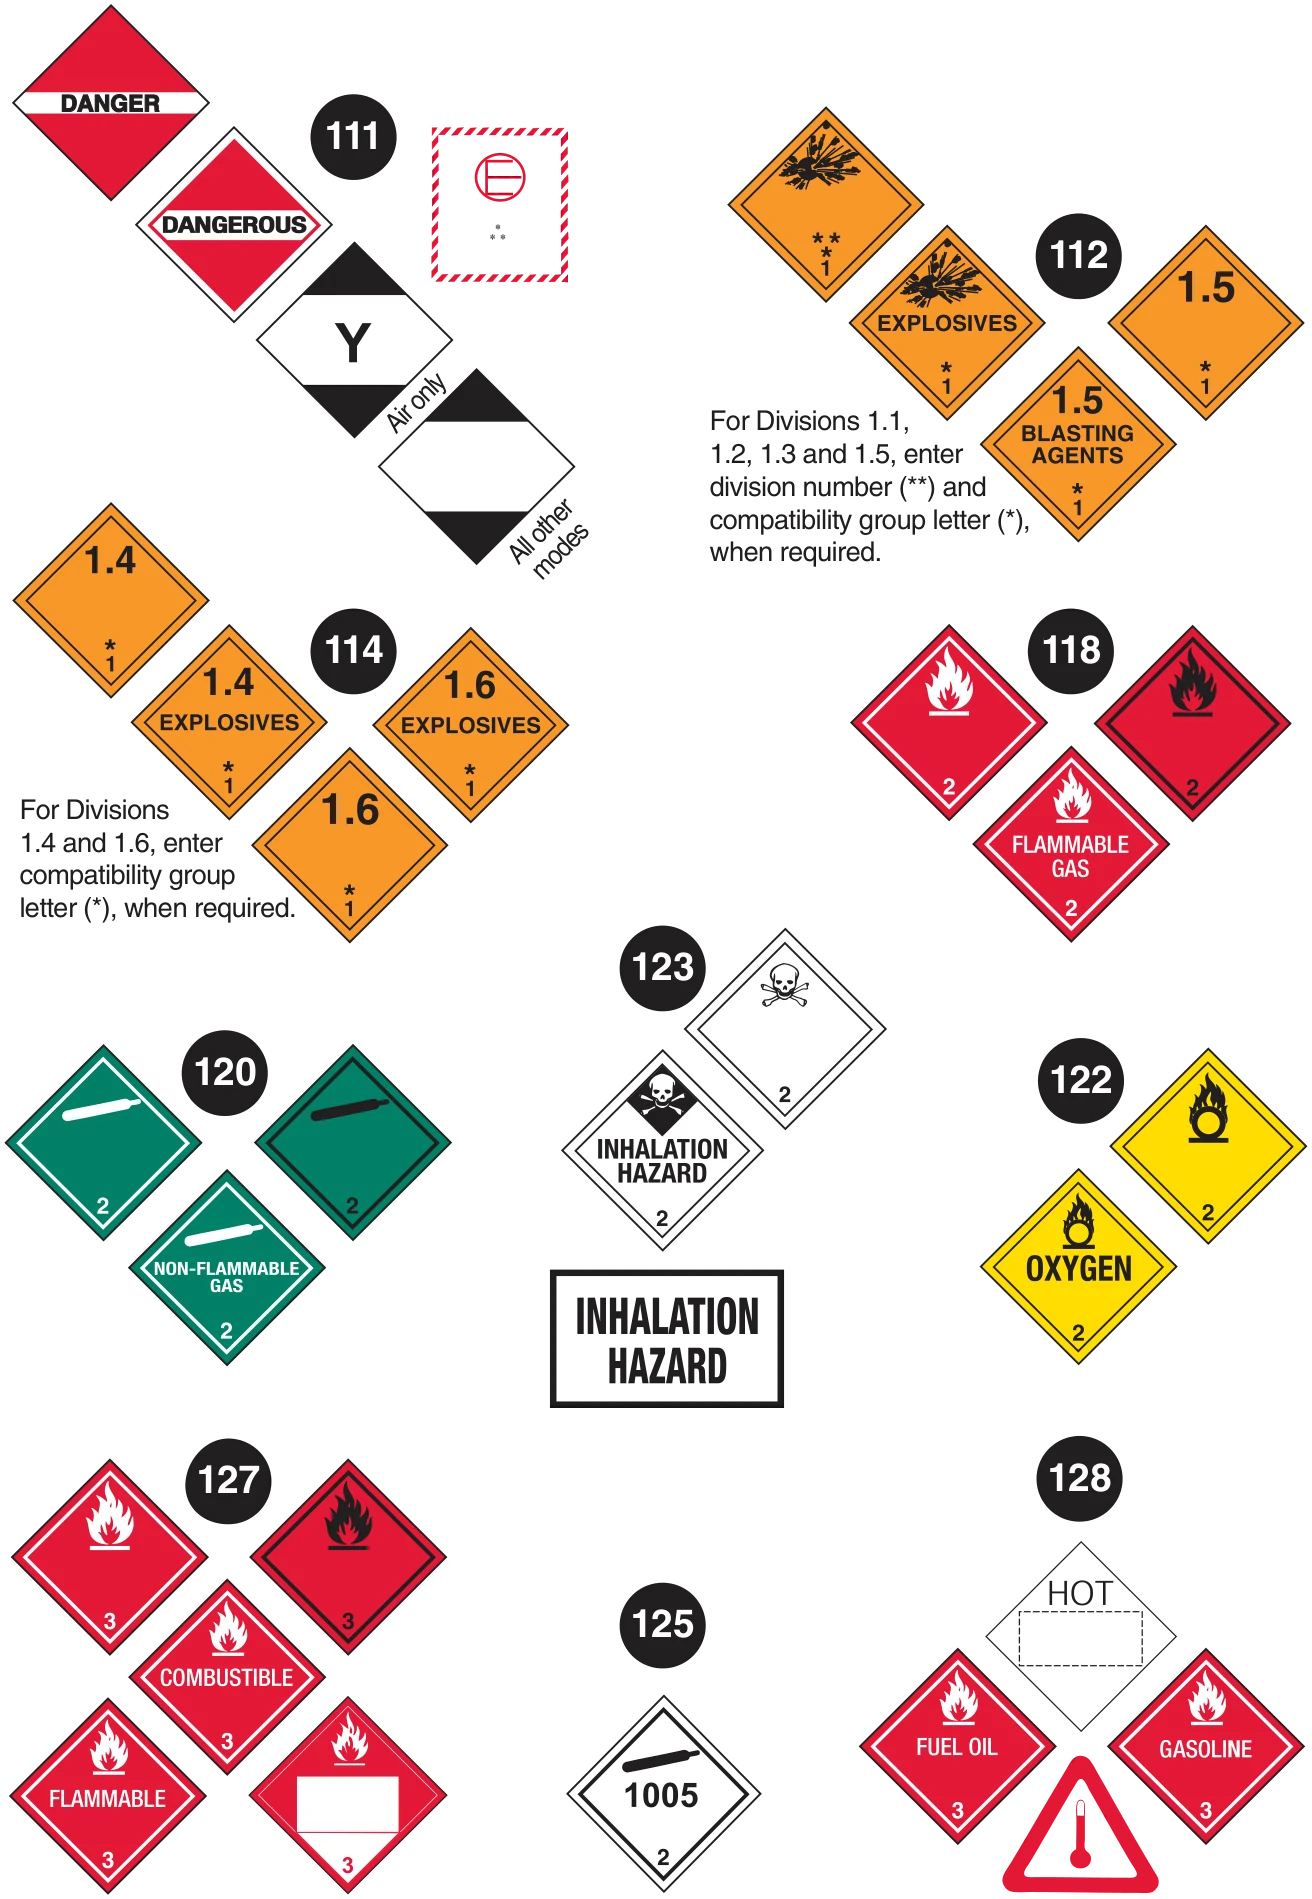 DANGER
111
DANGEROUS
E
* * *
Y
Air only
All other
modes
112
**
*
1
EXPLOSIVES
*
1
1.5
*
1
1.5
BLASTING
AGENTS
*
1
For Divisions 1.1,
1.2, 1.3 and 1.5, enter
division number (**) and
compatibility group letter (*),
when required.
1.4
*
1
114
1.4
EXPLOSIVES
*
1
1.6
EXPLOSIVES
*
1
1.6
*
1
For Divisions
1.4 and 1.6, enter
compatibility group
letter (*), when required.
118
2
2
FLAMMABLE
GAS
2
123
2
INHALATION
HAZARD
2
INHALATION
HAZARD
120
2
2
NON-FLAMMABLE
GAS
2
122
2
OXYGEN
2
127
3
3
COMBUSTIBLE
3
FLAMMABLE
3
3
125
1005
2
128
HOT
FUEL OIL
3
GASOLINE
3